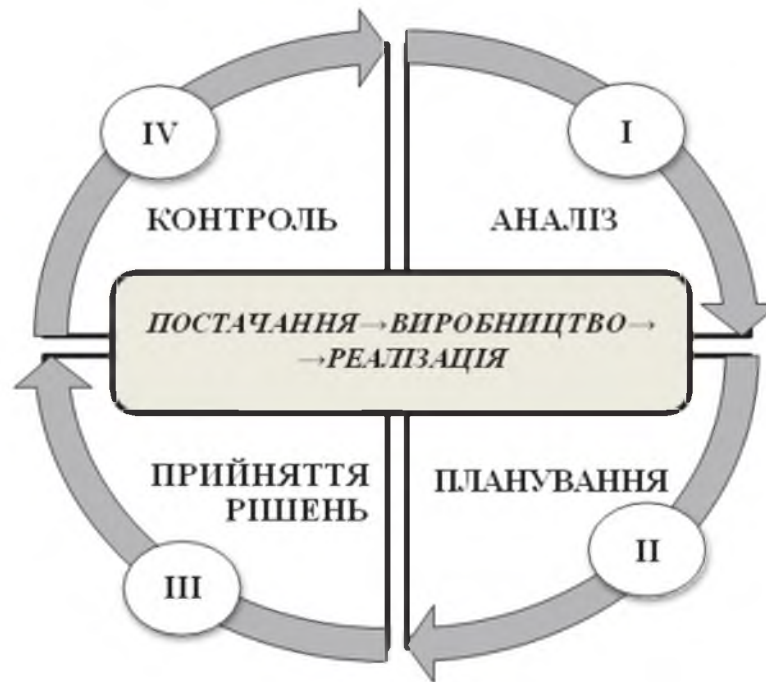 IV
I
КОНТРОЛЬ
АНАЛІЗ
ПОСТАЧАННЯ→ВИРОБНИЦТВО→
→РЕАЛІЗАЦІЯ
ПРИЙНЯТТЯ
РІШЕНЬ
ПЛАНУВАННЯ
III
II